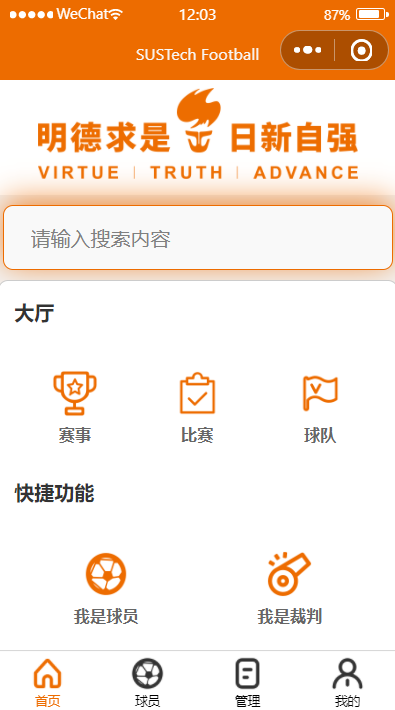 WeChat 12:03 87%
SUSTech Football
明德求是 日新自强
VIRTUE | TRUTH | ADVANCE
请输入搜索内容
大厅
赛事 比赛 球队
快捷功能
我是球员 我是裁判
首页 球员 管理 我的